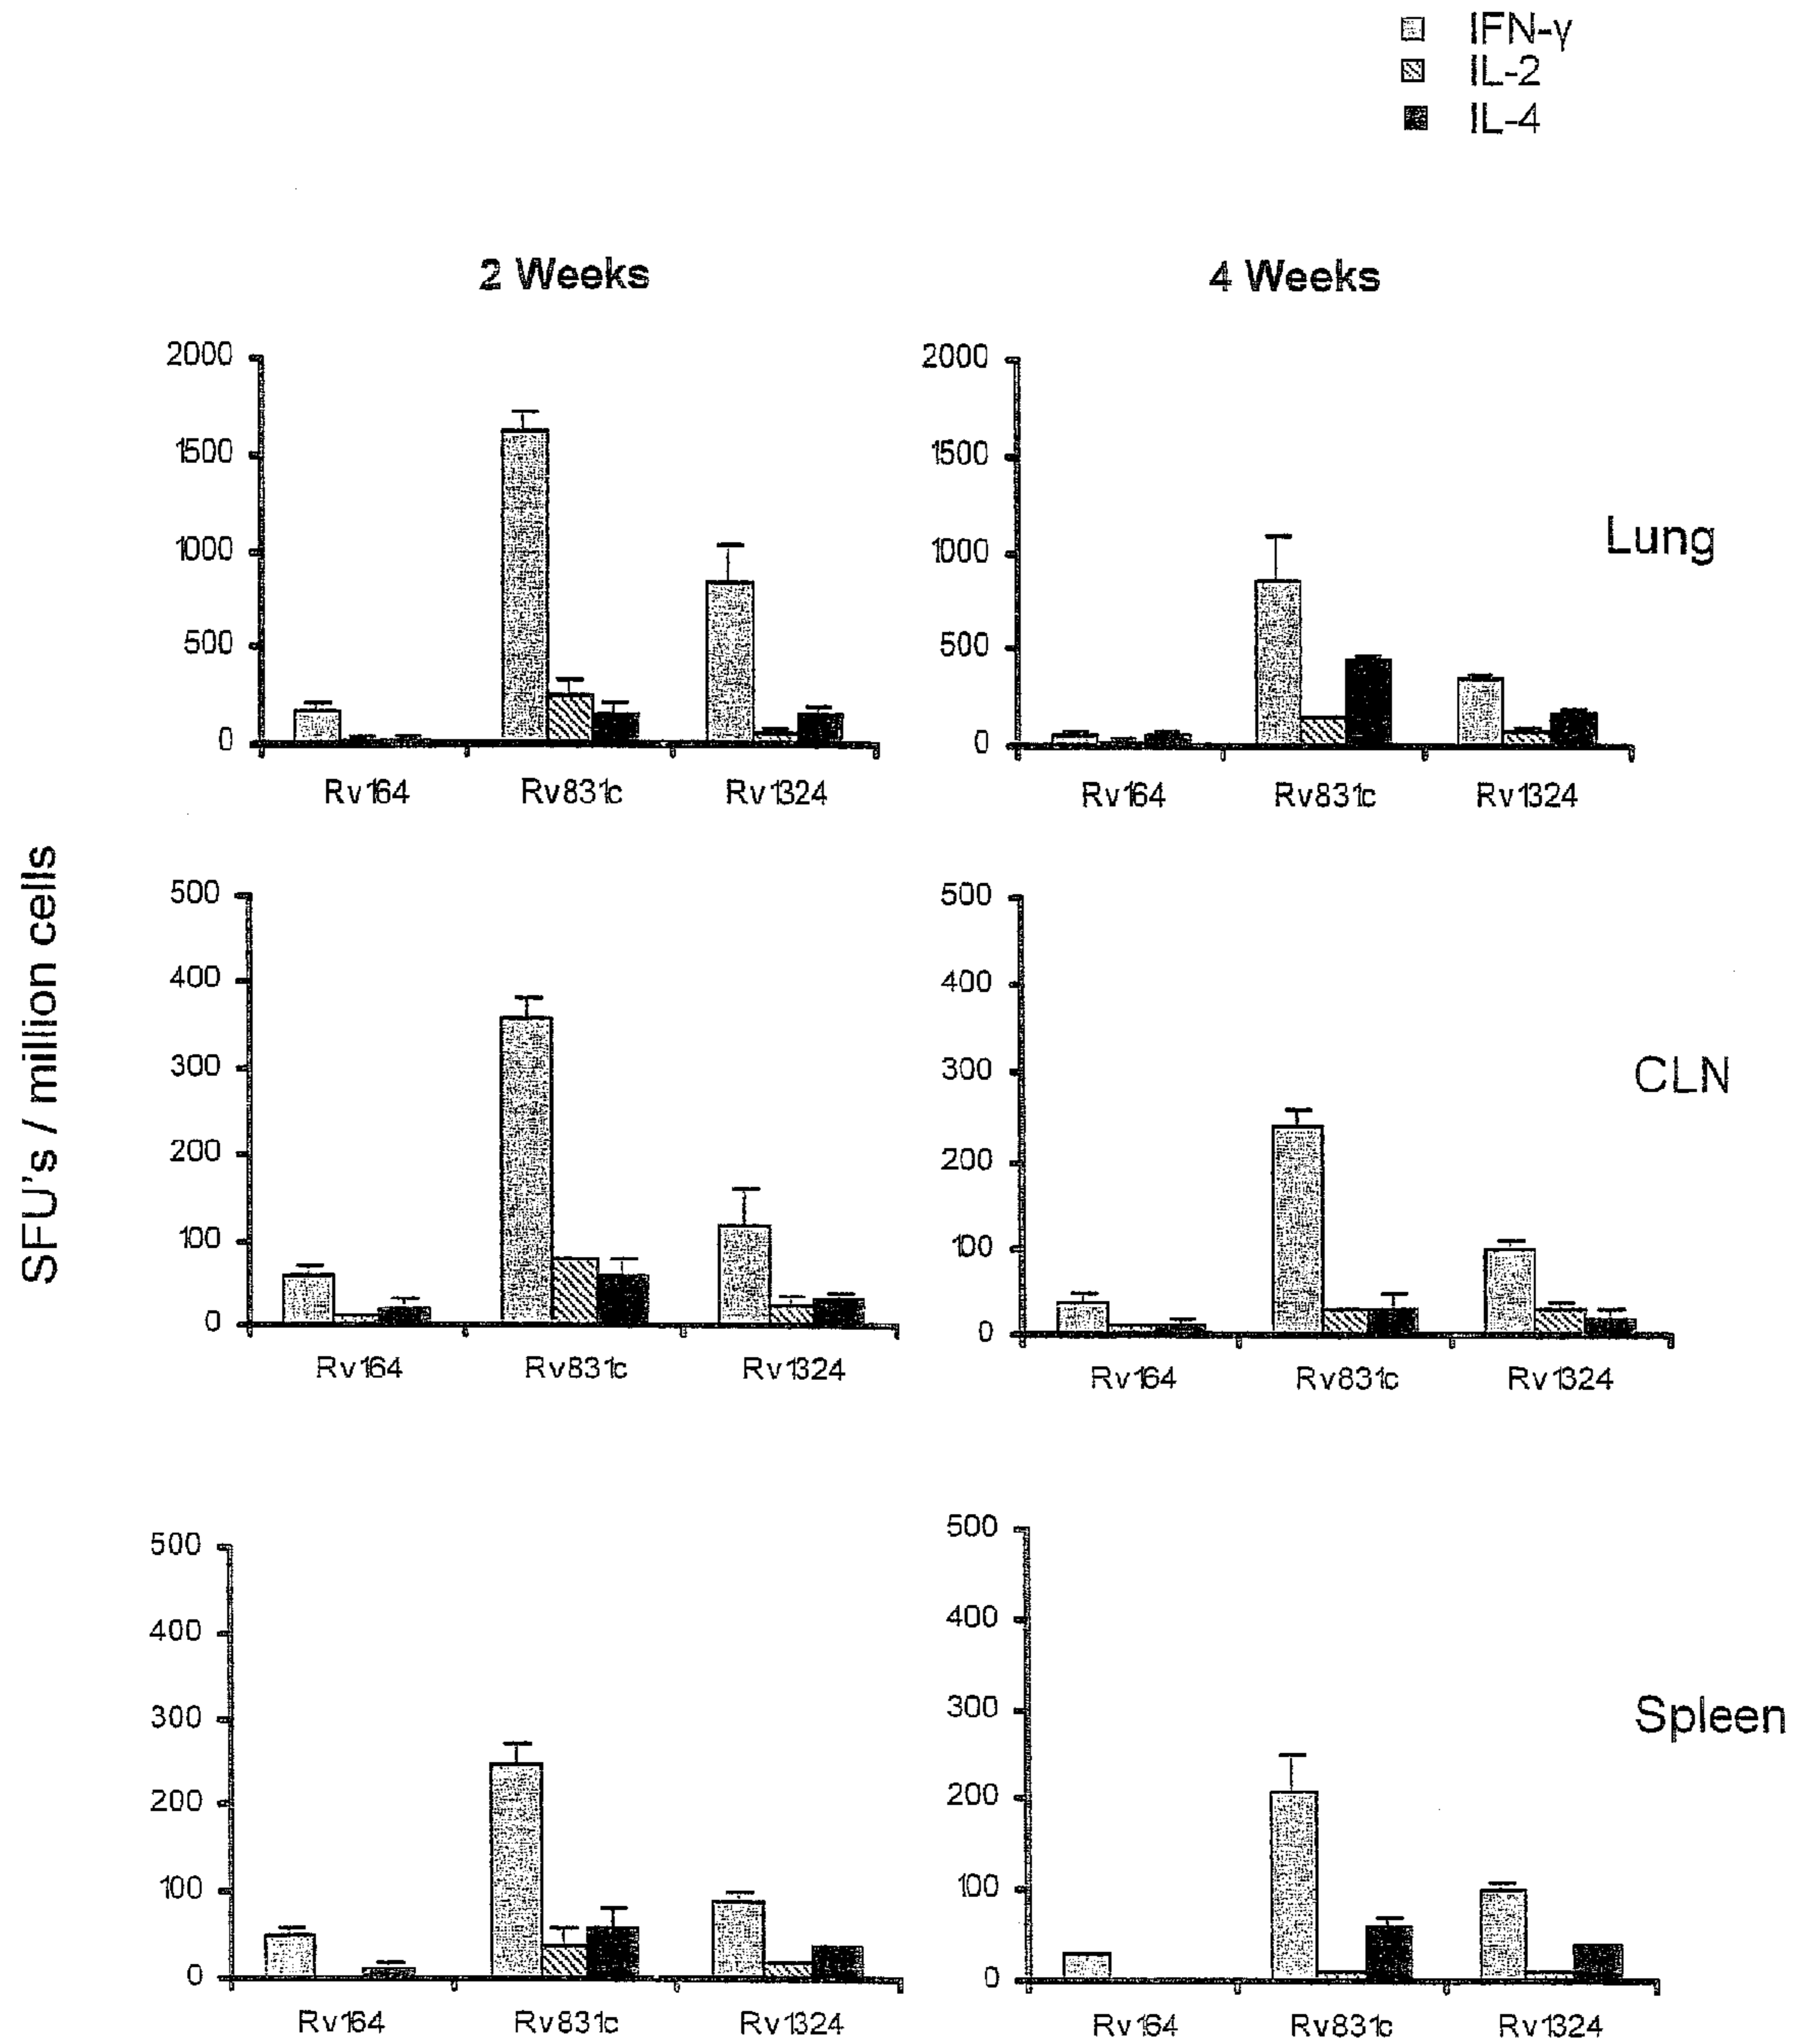 IFN-γ
IL-2
IL-4
2 Weeks
4 Weeks
2000
1500
1000
500
0
Rv164
Rv831c
Rv1324
2000
1500
1000
500
0
Rv164
Rv831c
Rv1324
Lung
SFU's / million cells
500
400
300
200
100
0
Rv164
Rv831c
Rv1324
500
400
300
200
100
0
Rv164
Rv831c
Rv1324
CLN
500
400
300
200
100
0
Rv164
Rv831c
Rv1324
500
400
300
200
100
0
Rv164
Rv831c
Rv1324
Spleen